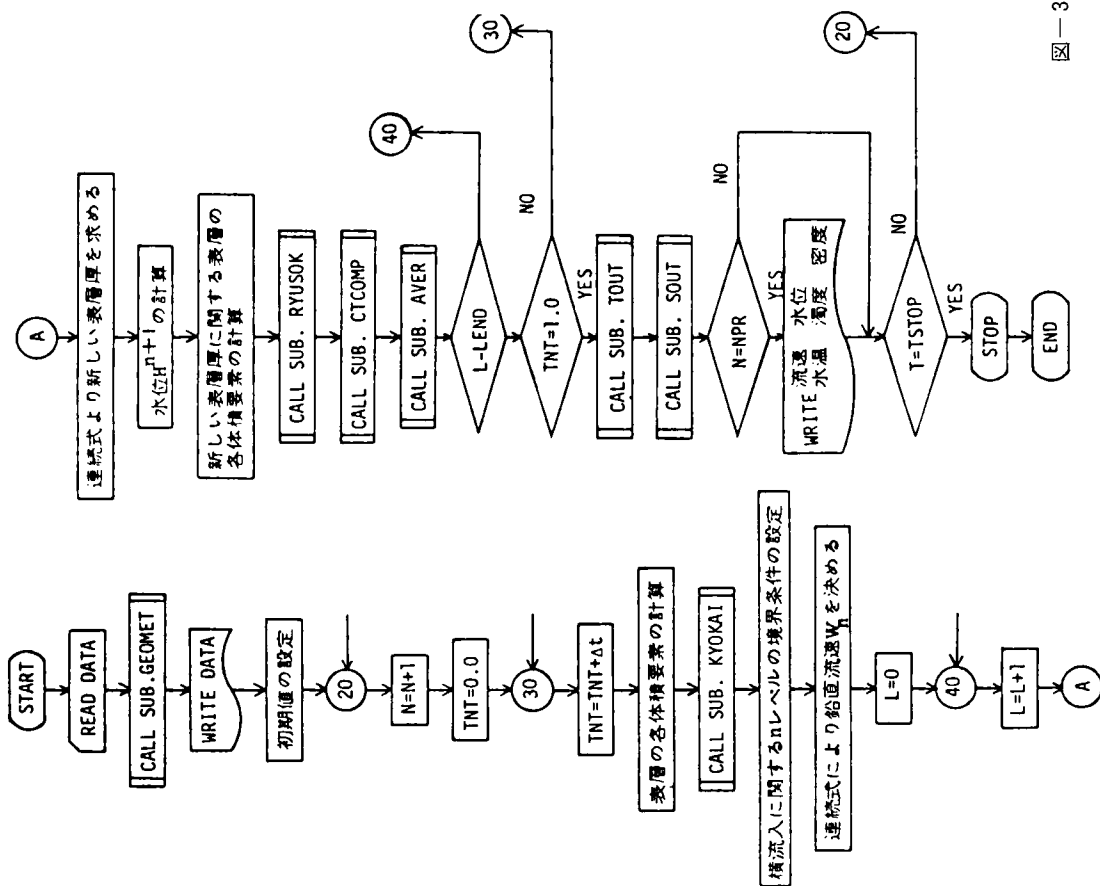 START
READ DATA
CALL SUB.GEOMET
WRITE DATA
初期値の設定
20
N=N+1
TNT=0.0
30
TNT=TNT+Δt
表層の各体積要素の計算
CALL SUB. KYOKAI
横流入に関するnレベルの境界条件の設定
連続式により鉛直流速Wnを決める
L=0
40
L=L+1
A
A
連続式より新しい表層厚を求める
水位Hn+1の計算
新しい表層厚に関する表層の
各体積要素の計算
CALL SUB. RYUSOK
CALL SUB. CTCOMP
CALL SUB. AVER
L-LEND
40
TNT=1.0
NO
30
YES
CALL SUB. TOUT
CALL SUB. SOUT
N=NPR
NO
YES
WRITE 流速 水位
水温 濁度 密度
T=TSTOP
NO
20
YES
STOP
END
図−3